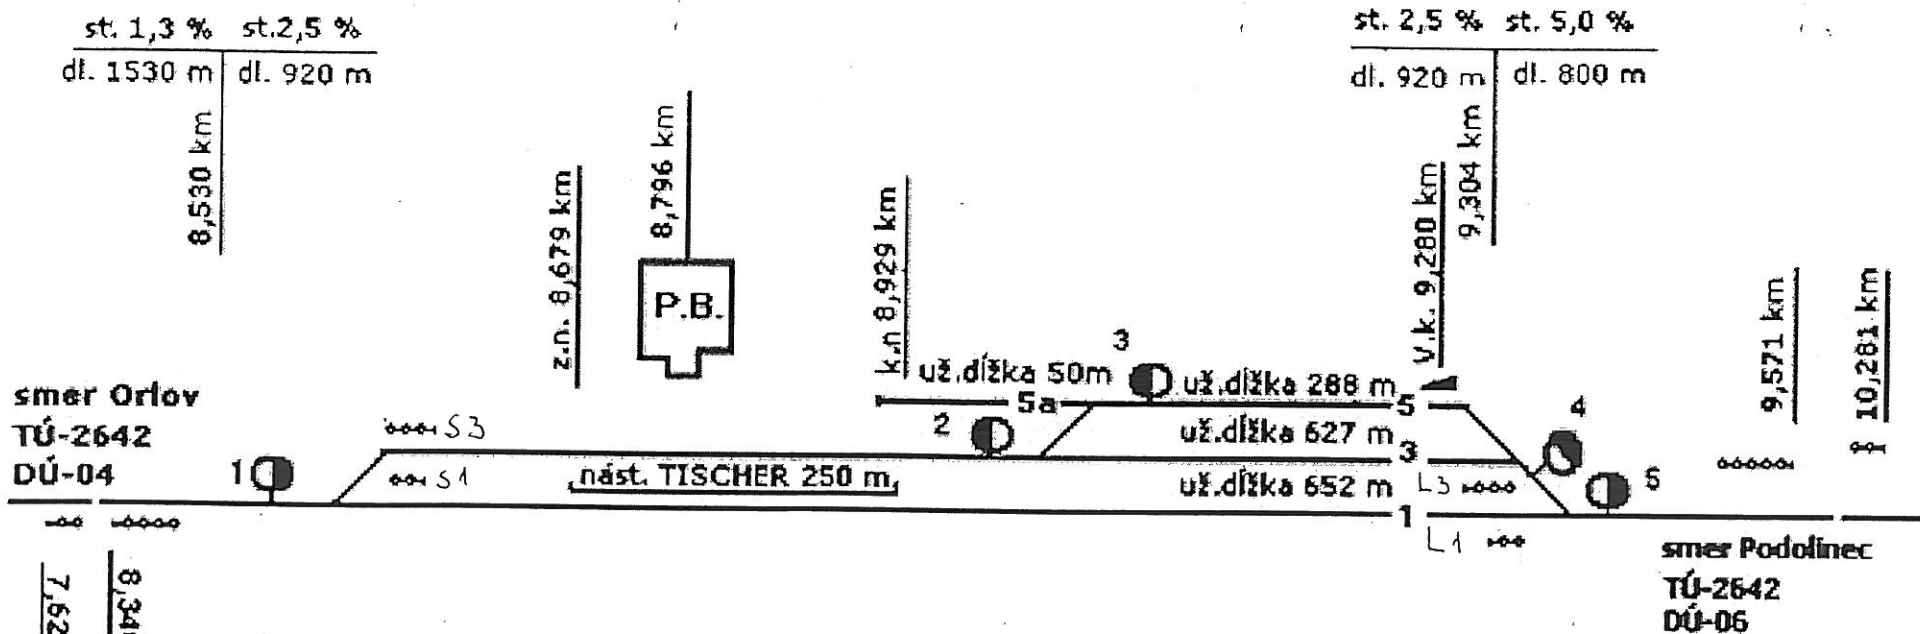 st. 1,3 % st.2,5 %
dl. 1530 m dl. 920 m
8,530 km
st. 2,5 % st. 5,0 %
dl. 920 m dl. 800 m
9,304 km
z.n. 8,679 km
8,796 km
P.B.
k.n 8,929 km
V.k. 9,280 km
9,571 km
10,281 km
3
už.dĺžka 50m
už.dĺžka 288 m
5a
5
4
smer Orlov
TÚ-2642
DÚ-04
S3
2
už.dĺžka 627 m
3
1
S1
nást. TISCHER 250 m
už.dĺžka 652 m
L3
5
1
L1
smer Podolínec
TÚ-2642
DÚ-06